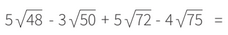 5√48 - 3√50 + 5√72 - 4√75 =